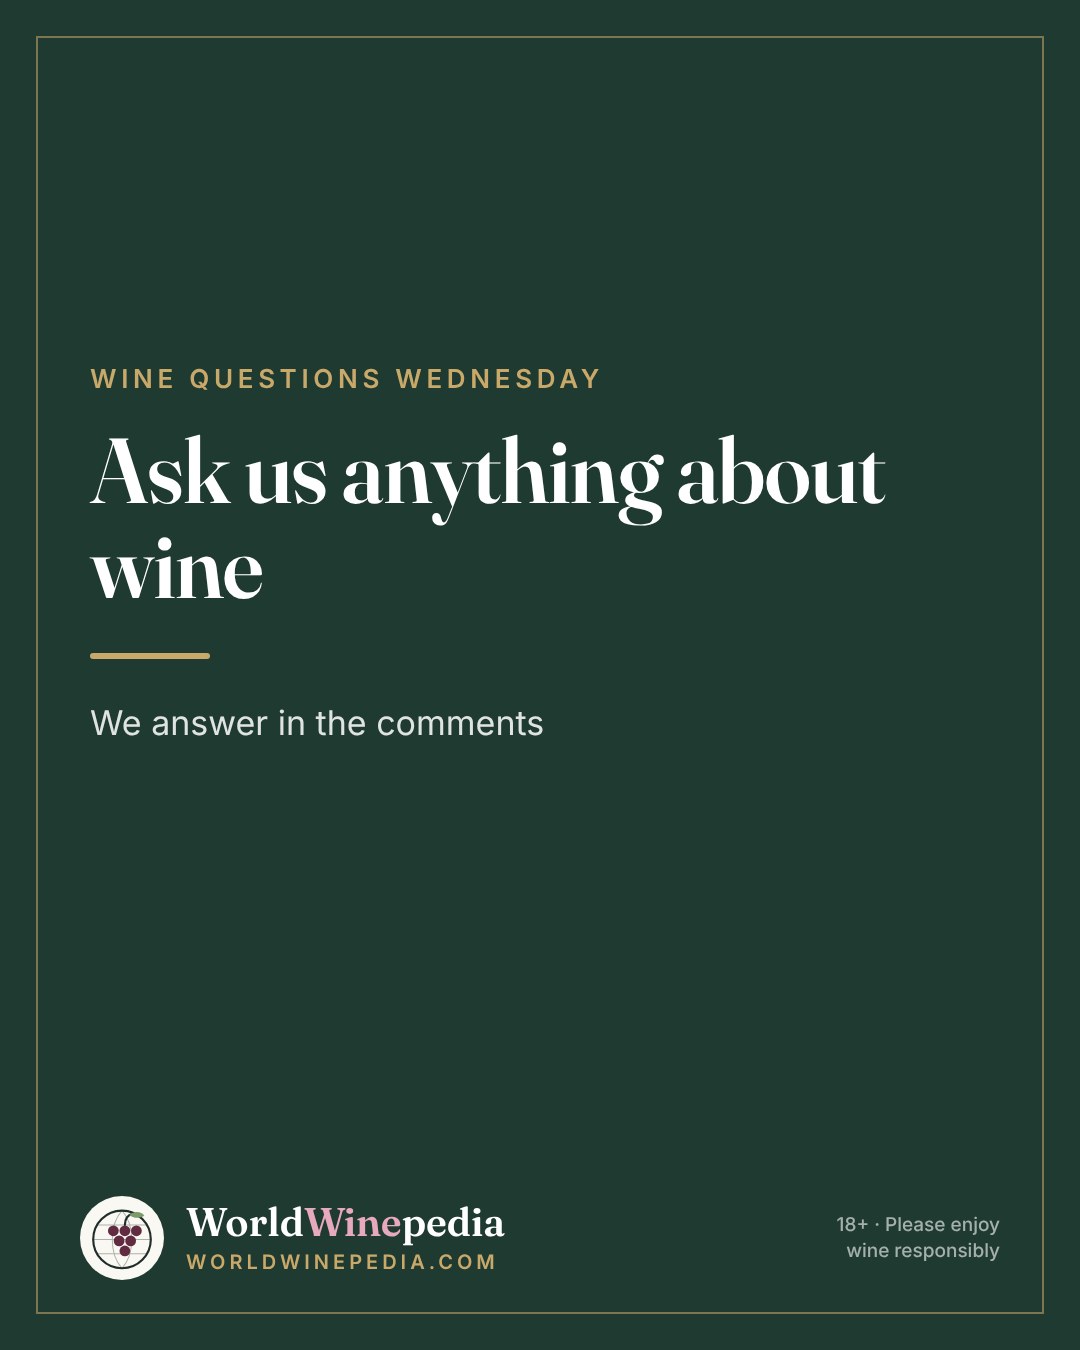 WINE QUESTIONS WEDNESDAY
Ask us anything about
wine
We answer in the comments
WorldWinepedia
WORLDWINEPEDIA.COM
18+ · Please enjoy
wine responsibly